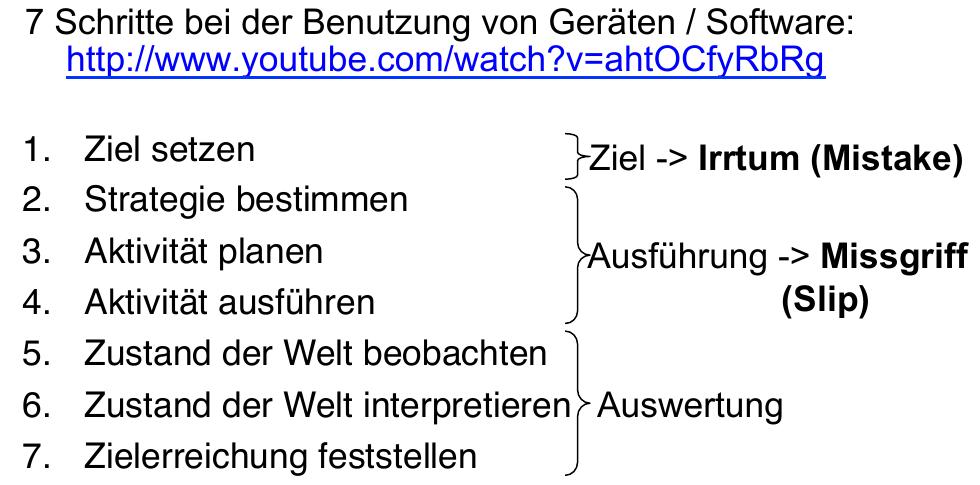 7 Schritte bei der Benutzung von Geräten / Software:
http://www.youtube.com/watch?v=ahtOCfyRbRg
1. Ziel setzen
Ziel -> Irrtum (Mistake)
2. Strategie bestimmen
3. Aktivität planen
Ausführung -> Missgriff
(Slip)
4. Aktivität ausführen
5. Zustand der Welt beobachten
6. Zustand der Welt interpretieren
Auswertung
7. Zielerreichung feststellen